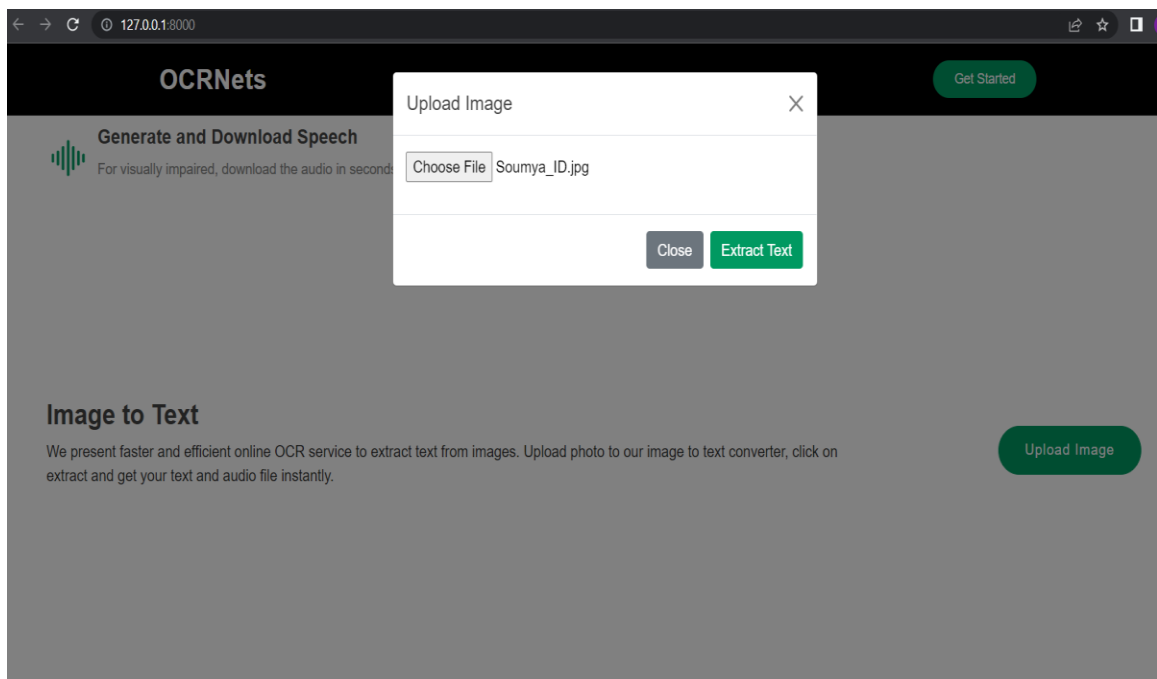 127.0.0.1:8000
OCRNets
Get Started
Upload Image
Generate and Download Speech
For visually impaired, download the audio in seconds
Choose File Soumya_ID.jpg
Close Extract Text
Image to Text
We present faster and efficient online OCR service to extract text from images. Upload photo to our image to text converter, click on
extract and get your text and audio file instantly.
Upload Image